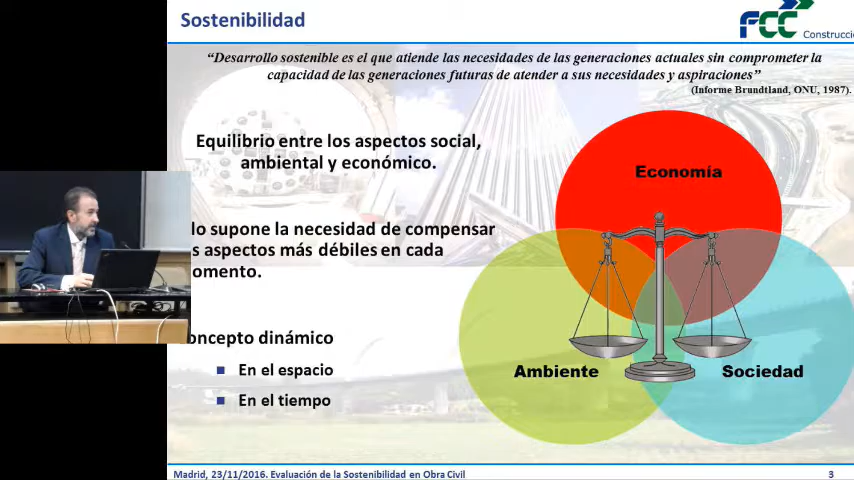 Sostenibilidad
FCC
Construcció
“Desarrollo sostenible es el que atiende las necesidades de las generaciones actuales sin comprometer la
capacidad de las generaciones futuras de atender a sus necesidades y aspiraciones”
(Informe Brundtland, ONU, 1987).
Equilibrio entre los aspectos social,
ambiental y económico.
lo supone la necesidad de compensar
s aspectos más débiles en cada
omento.
oncepto dinámico
En el espacio
En el tiempo
Economía
Ambiente
Sociedad
Madrid, 23/11/2016. Evaluación de la Sostenibilidad en Obra Civil
3